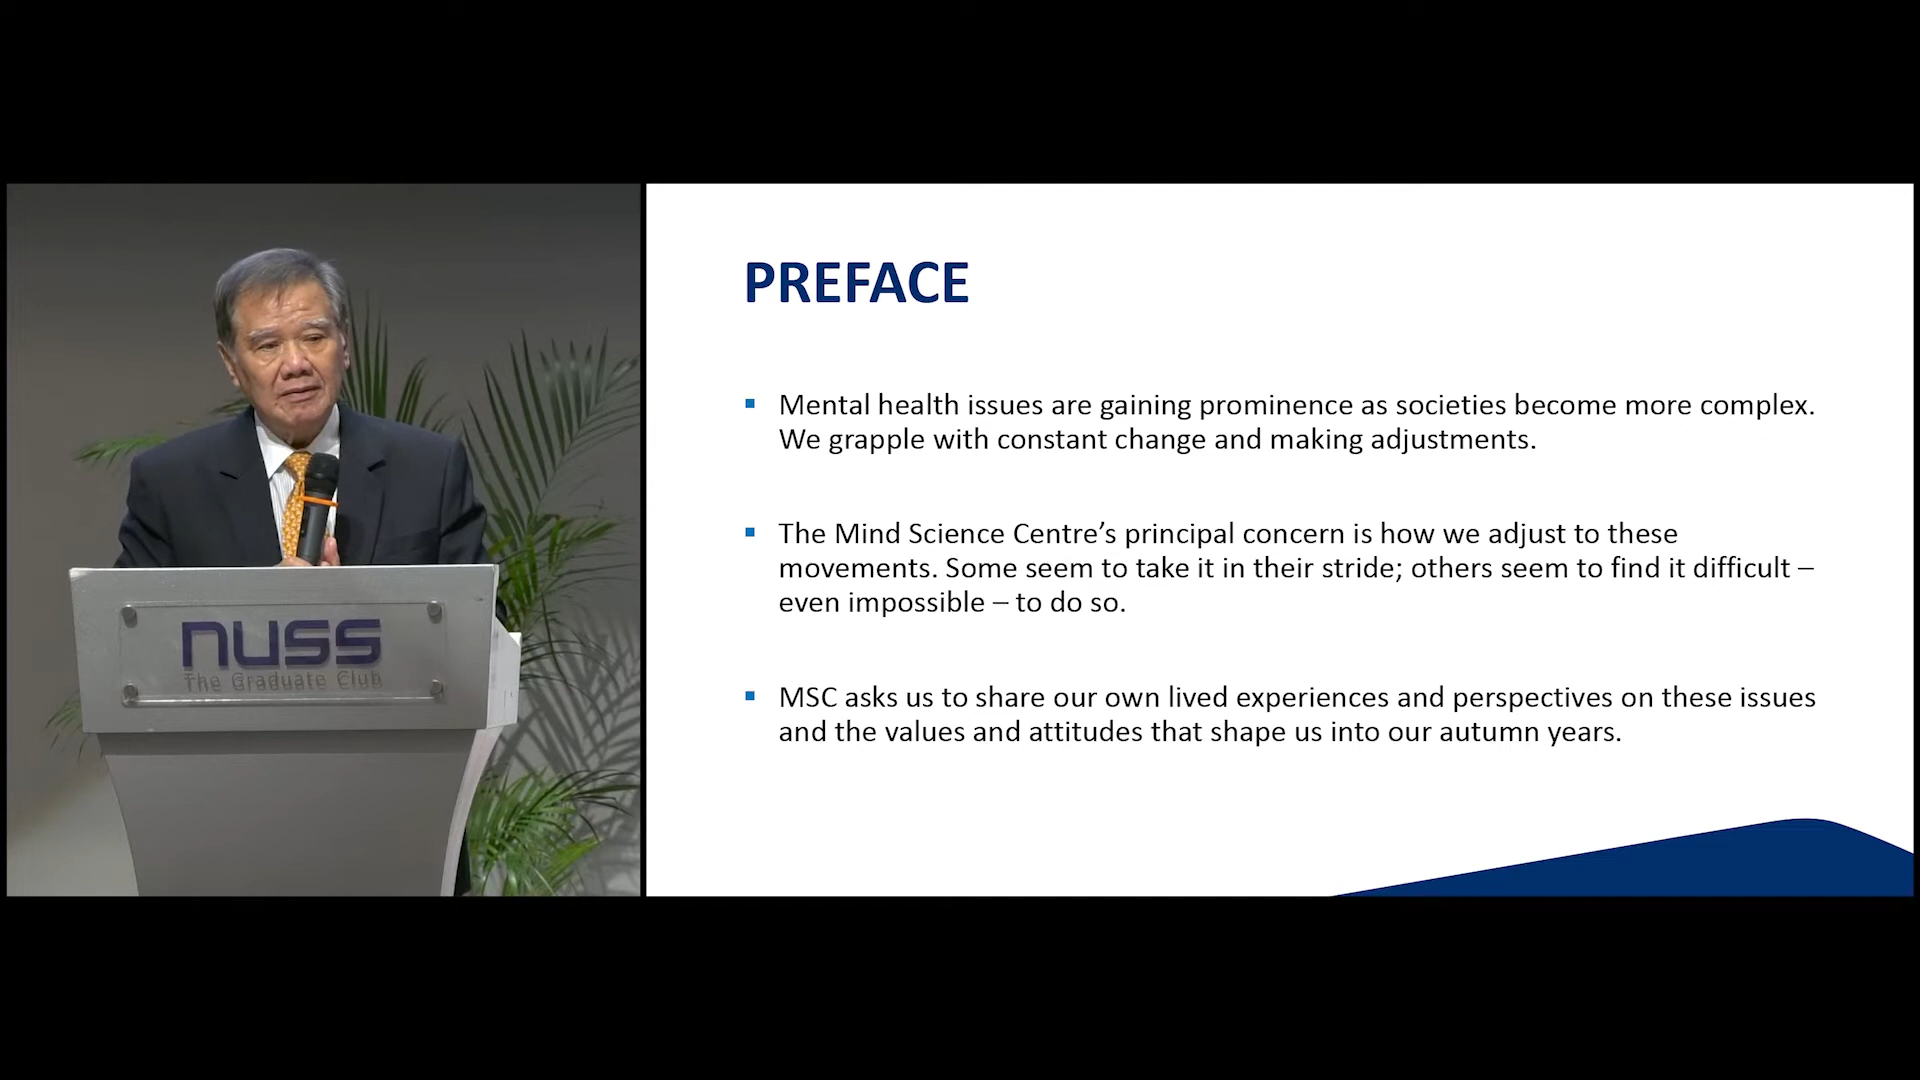 nuss
The Graduate Club
PREFACE
▪ Mental health issues are gaining prominence as societies become more complex.
We grapple with constant change and making adjustments.
▪ The Mind Science Centre’s principal concern is how we adjust to these
movements. Some seem to take it in their stride; others seem to find it difficult –
even impossible – to do so.
▪ MSC asks us to share our own lived experiences and perspectives on these issues
and the values and attitudes that shape us into our autumn years.